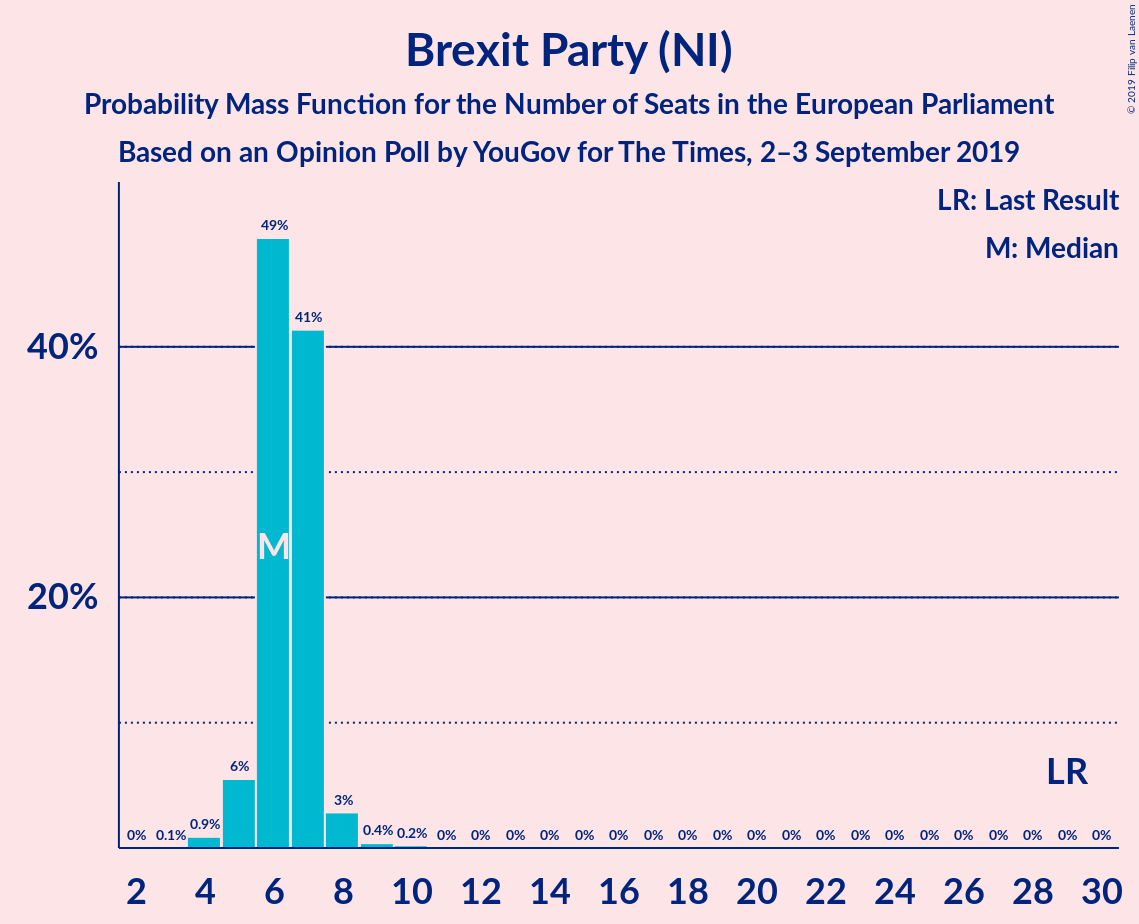 Brexit Party (NI)
Probability Mass Function for the Number of Seats in the European Parliament
Based on an Opinion Poll by YouGov for The Times, 2–3 September 2019
© 2019 Filip van Laenen
LR: Last Result
M: Median
49%
41%
40%
M
20%
LR
6%
3%
0% 0.1% 0.9% 0.4% 0.2% 0% 0% 0% 0% 0% 0% 0% 0% 0% 0% 0% 0% 0% 0% 0% 0% 0% 0% 0% 0%
2 4 6 8 10 12 14 16 18 20 22 24 26 28 30